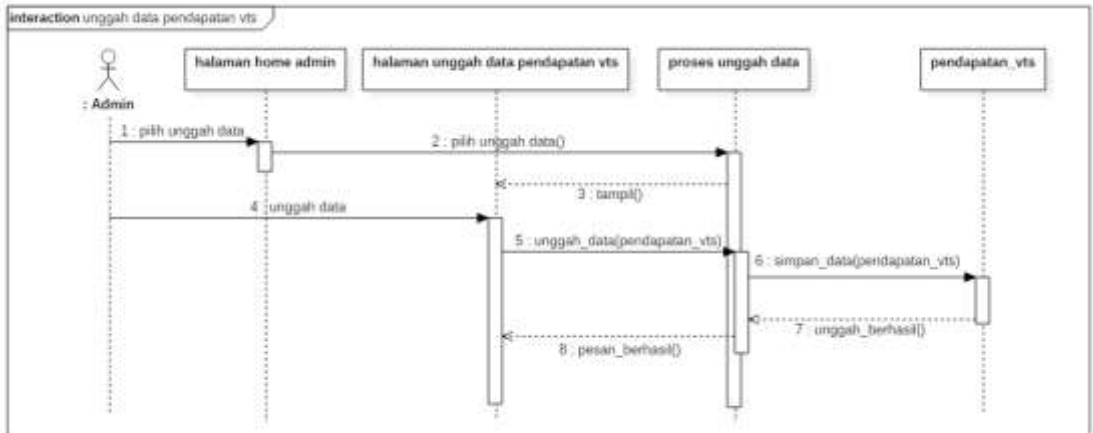 interaction unggah data pendapatan vts
halaman home admin
halaman unggah data pendapatan vts
proses unggah data
pendapatan_vts
: Admin
1 : pilih unggah data
2 : pilih unggah data()
3 : tampil()
4 : unggah data
5 : unggah_data(pendapatan_vts)
6 : simpan_data(pendapatan_vts)
7 : unggah_berhasil()
8 : pesan_berhasil()